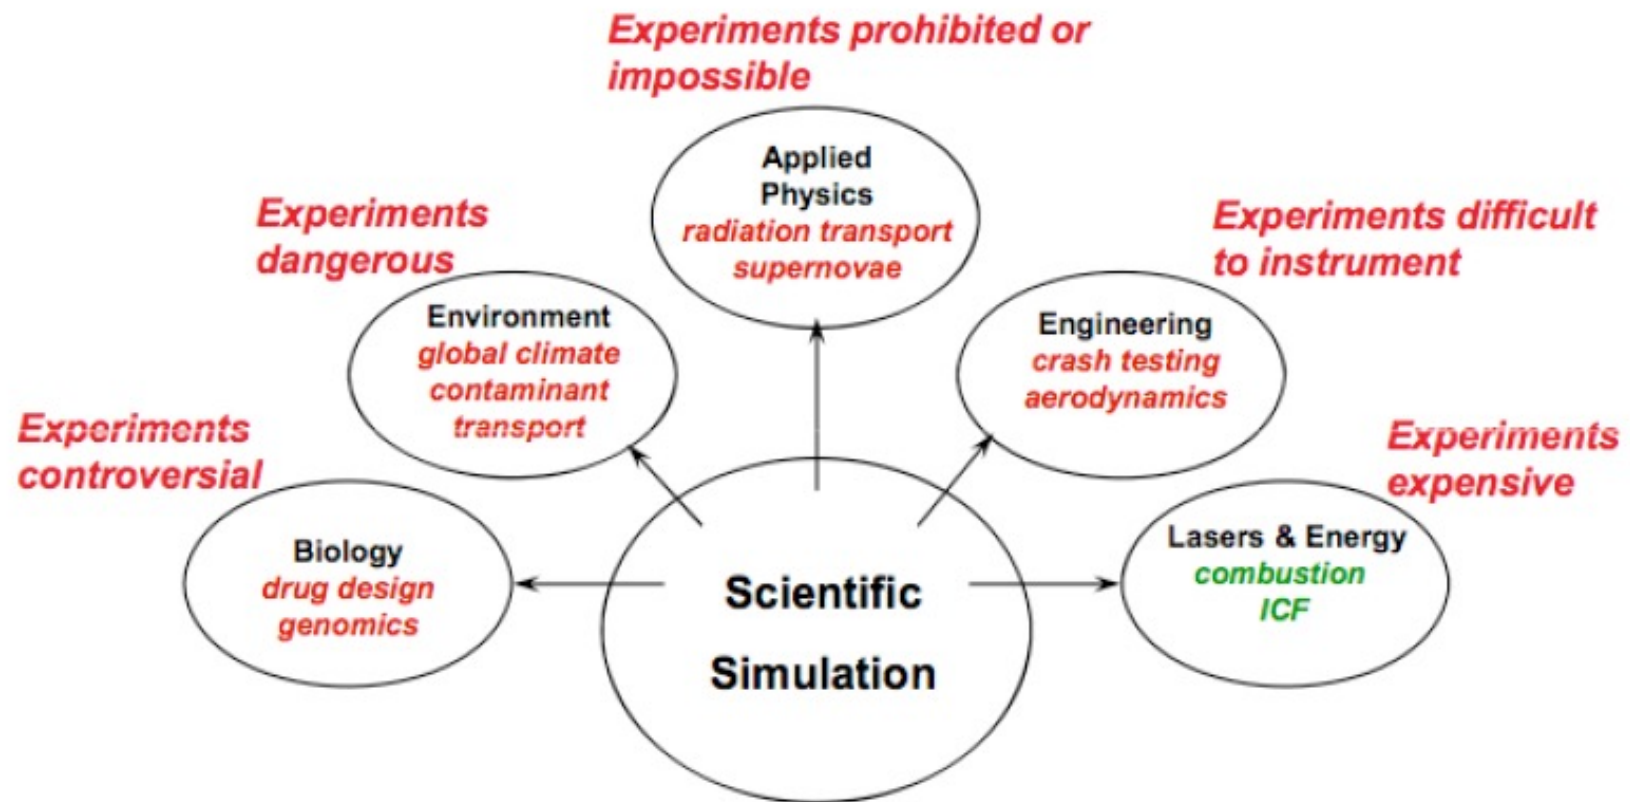 Experiments prohibited or
impossible
Applied
Physics
radiation transport
supernovae
Experiments
dangerous
Environment
global climate
contaminant
transport
Experiments difficult
to instrument
Engineering
crash testing
aerodynamics
Experiments
controversial
Biology
drug design
genomics
Experiments
expensive
Lasers & Energy
combustion
ICF
Scientific
Simulation